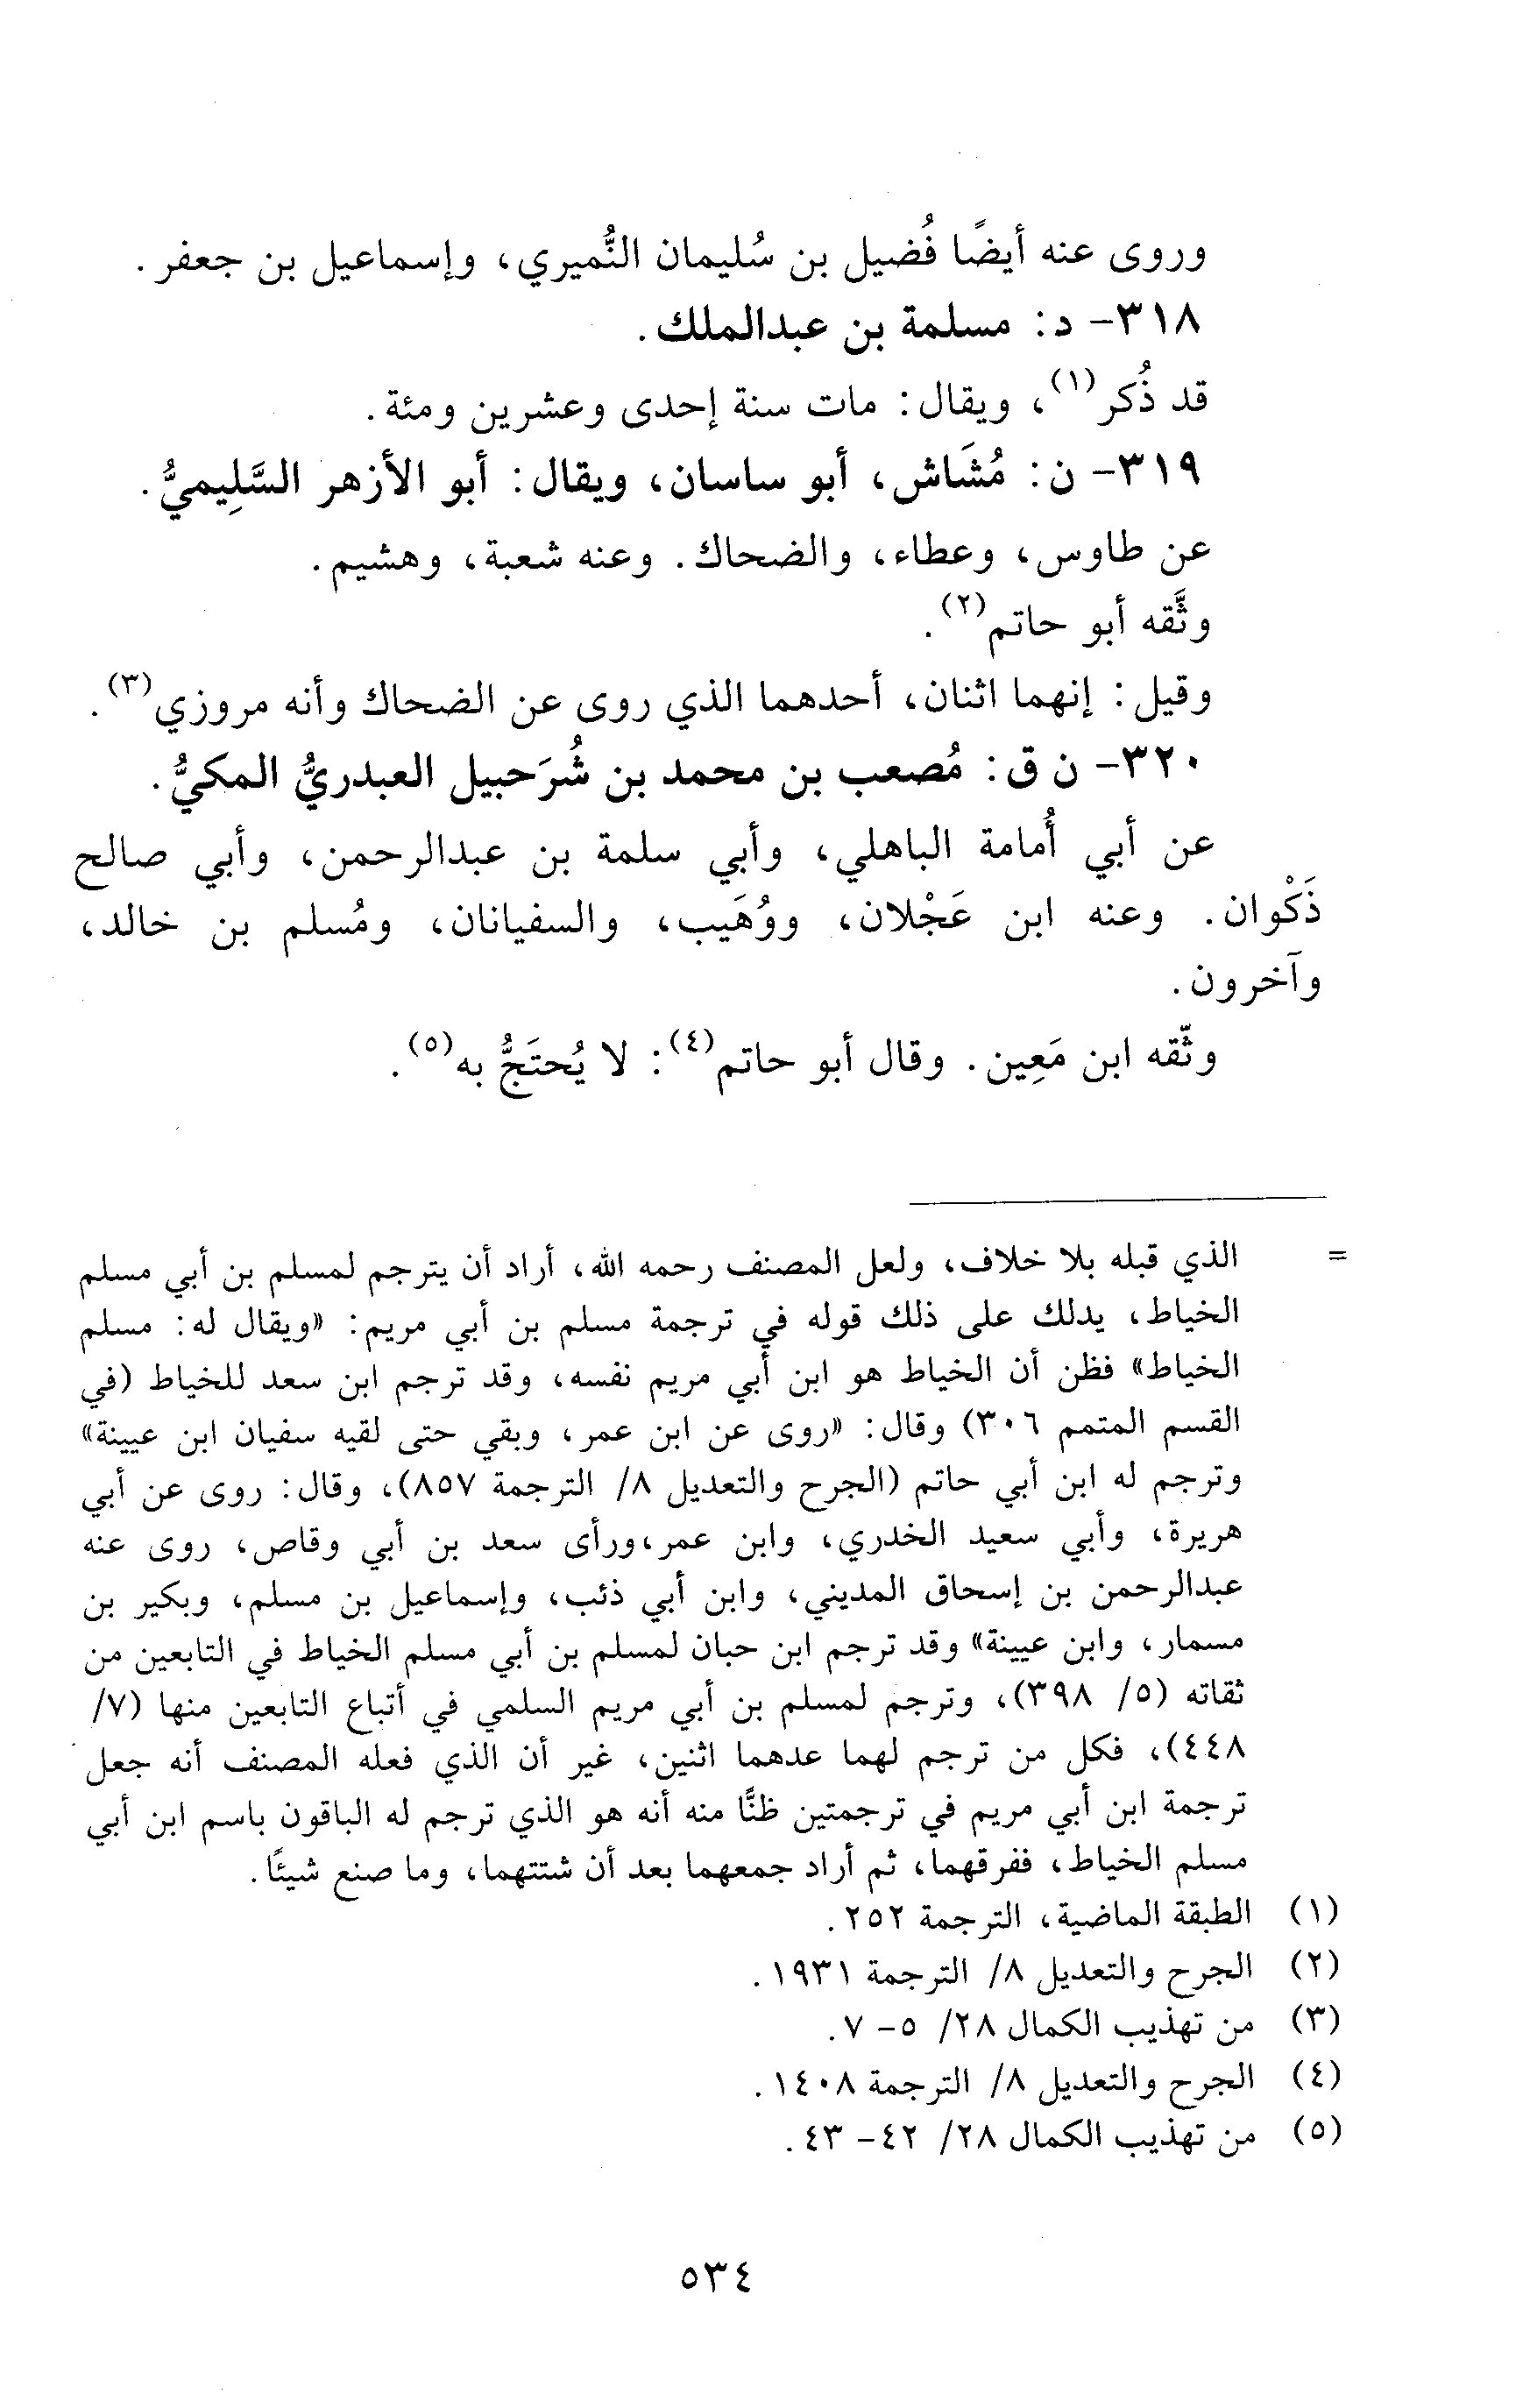 وروى عنه أيضًا فُضيل بن سُليمان النُّميري، وإسماعيل بن جعفر.
٣١٨- د: مسلمة بن عبدالملك.
قد ذُكر(١)، ويقال: مات سنة إحدى وعشرين ومئة.
٣١٩- ن: مُشَاش، أبو ساسان، ويقال: أبو الأزهر السَّلِيميُّ.
عن طاوس، وعطاء، والضحاك. وعنه شعبة، وهشيم.
وثَّقه أبو حاتم(٢).
وقيل: إنهما اثنان، أحدهما الذي روى عن الضحاك وأنه مروزي(٣).
٣٢٠- ن ق: مُصعب بن محمد بن شُرَحبيل العبدريُّ المكيُّ.
عن أبي أُمامة الباهلي، وأبي سلمة بن عبدالرحمن، وأبي صالح
ذَكْوان. وعنه ابن عَجْلان، ووُهَيب، والسفيانان، ومُسلم بن خالد،
وآخرون.
وثّقه ابن مَعِين. وقال أبو حاتم(٤): لا يُحتَجُّ به(٥).
= الذي قبله بلا خلاف، ولعل المصنف رحمه الله، أراد أن يترجم لمسلم بن أبي مسلم
الخياط، يدلك على ذلك قوله في ترجمة مسلم بن أبي مريم: «ويقال له: مسلم
الخياط» فظن أن الخياط هو ابن أبي مريم نفسه، وقد ترجم ابن سعد للخياط (في
القسم المتمم ٣٠٦) وقال: «روى عن ابن عمر، وبقي حتى لقيه سفيان ابن عيينة»
وترجم له ابن أبي حاتم (الجرح والتعديل ٨/ الترجمة ٨٥٧)، وقال: روى عن أبي
هريرة، وأبي سعيد الخدري، وابن عمر،ورأى سعد بن أبي وقاص، روى عنه
عبدالرحمن بن إسحاق المديني، وابن أبي ذئب، وإسماعيل بن مسلم، وبكير بن
مسمار، وابن عيينة» وقد ترجم ابن حبان لمسلم بن أبي مسلم الخياط في التابعين من
ثقاته (٥/ ٣٩٨)، وترجم لمسلم بن أبي مريم السلمي في أتباع التابعين منها (٧/
٤٤٨)، فكل من ترجم لهما عدهما اثنين، غير أن الذي فعله المصنف أنه جعل
ترجمة ابن أبي مريم في ترجمتين ظنًّا منه أنه هو الذي ترجم له الباقون باسم ابن أبي
مسلم الخياط، ففرقهما، ثم أراد جمعهما بعد أن شتتهما، وما صنع شيئًا.
(١) الطبقة الماضية، الترجمة ٢٥٢.
(٢) الجرح والتعديل ٨/ الترجمة ١٩٣١.
(٣) من تهذيب الكمال ٢٨/ ٥- ٧.
(٤) الجرح والتعديل ٨/ الترجمة ١٤٠٨.
(٥) من تهذيب الكمال ٢٨/ ٤٢- ٤٣.
٥٣٤